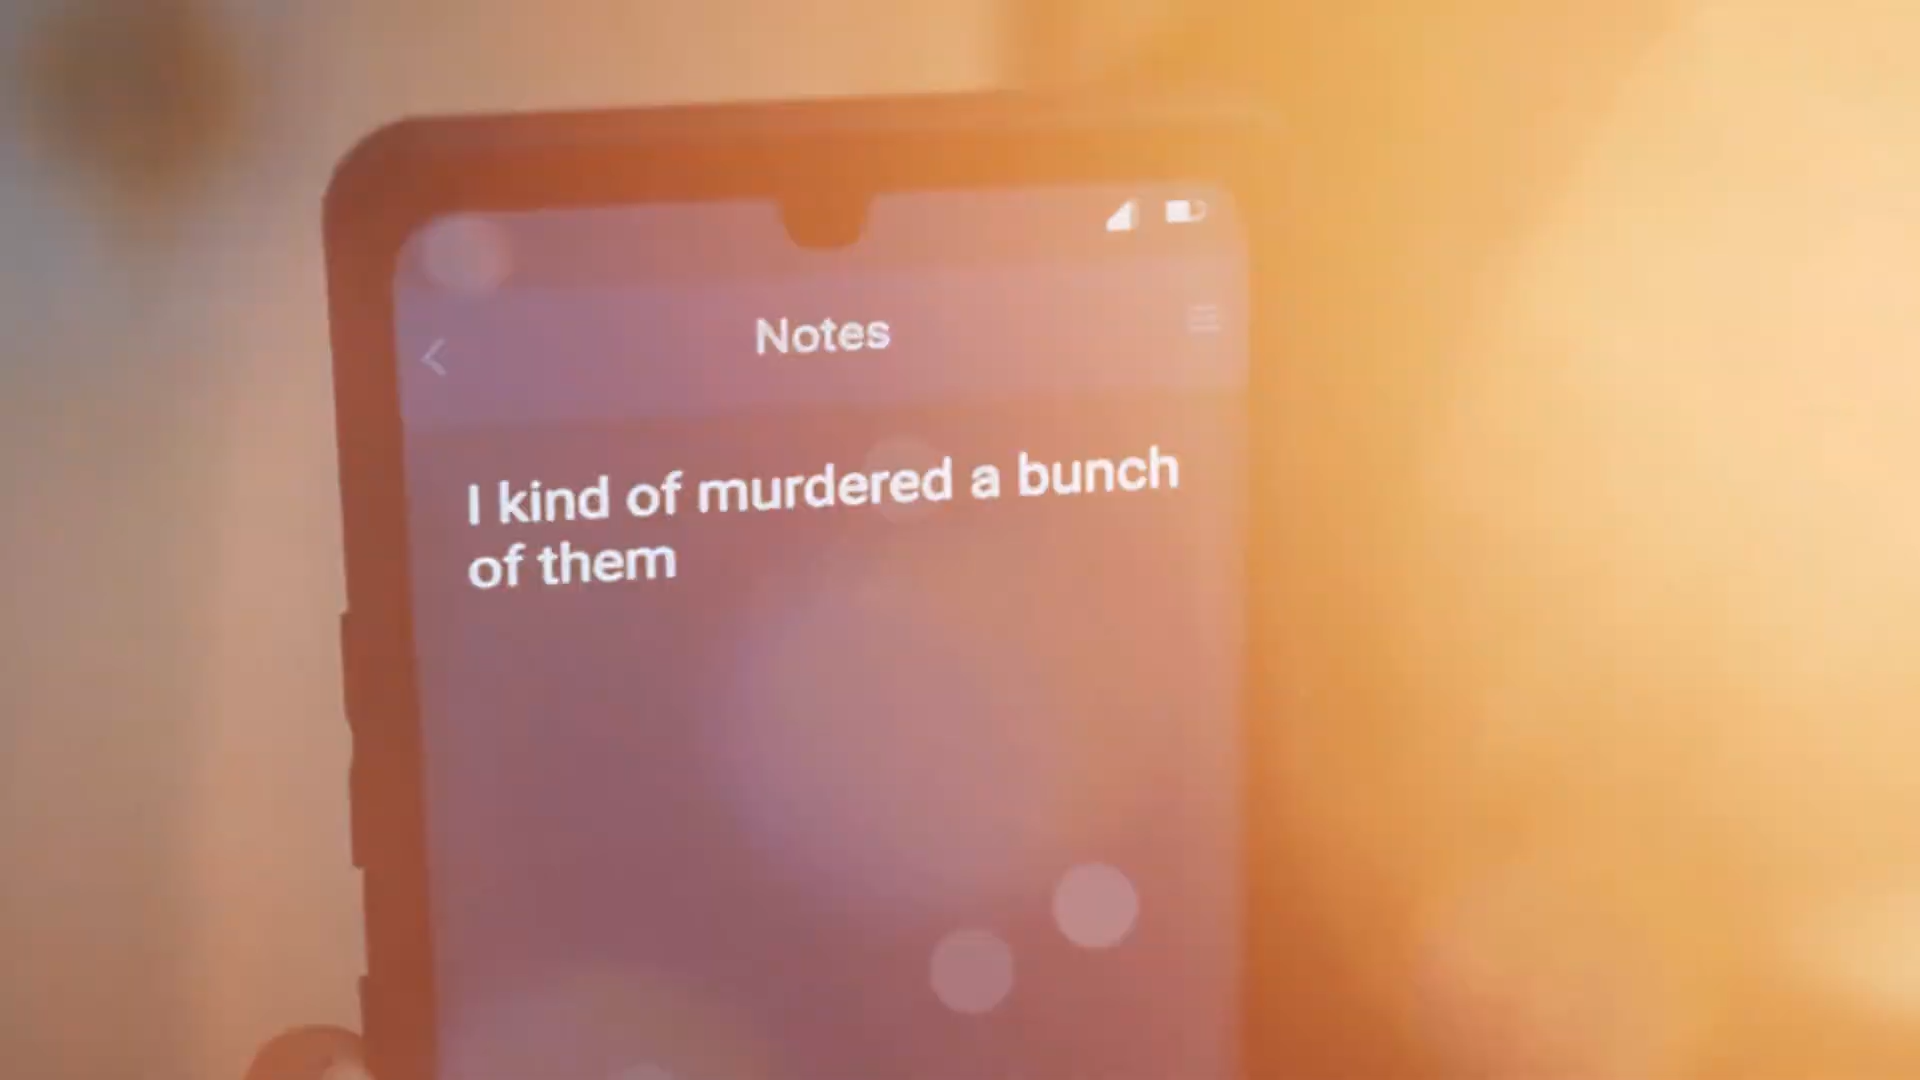 Notes
I kind of murdered a bunch
of them